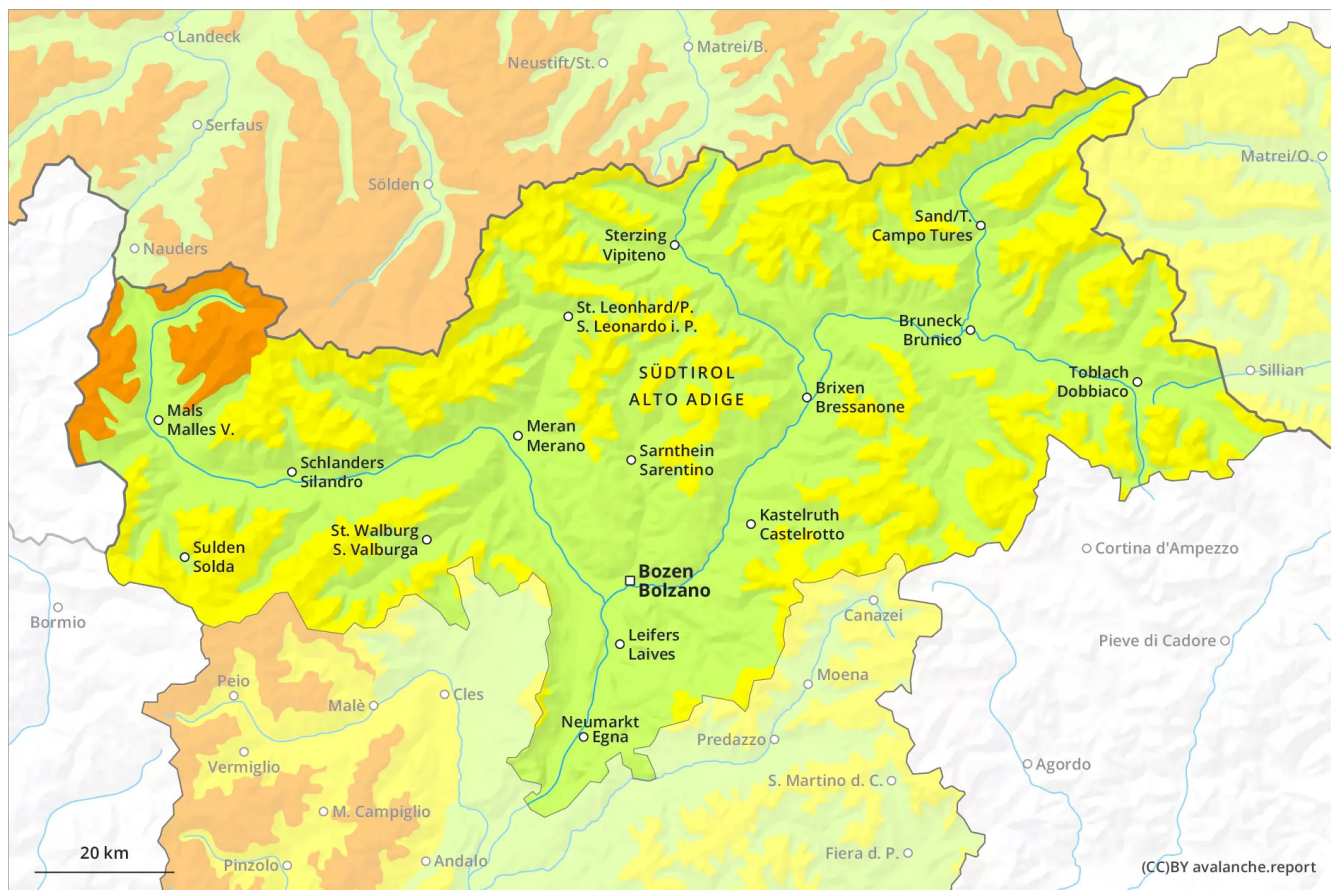 Landeck
Matrei/B.
Neustift/St.
Serfaus
Matrei/O.
Sölden
Nauders
Sand/T.
Campo Tures
Sterzing
Vipiteno
St. Leonhard/P.
S. Leonardo i. P.
Bruneck
Brunico
SÜDTIROL
ALTO ADIGE
Toblach
Dobbiaco
Sillian
Brixen
Bressanone
Mals
Malles V.
Meran
Merano
Sarnthein
Sarentino
Schlanders
Silandro
Kastelruth
Castelrotto
St. Walburg
S. Valburga
Sulden
Solda
Cortina d'Ampezzo
Bozen
Bolzano
Bormio
Canazei
Leifers
Laives
Pieve di Cadore
Peio
Moena
Malè
Cles
Neumarkt
Egna
Predazzo
Vermiglio
Agordo
S. Martino d. C.
M. Campiglio
20 km
Pinzolo
Andalo
Fiera d. P.
(CC)BY avalanche.report